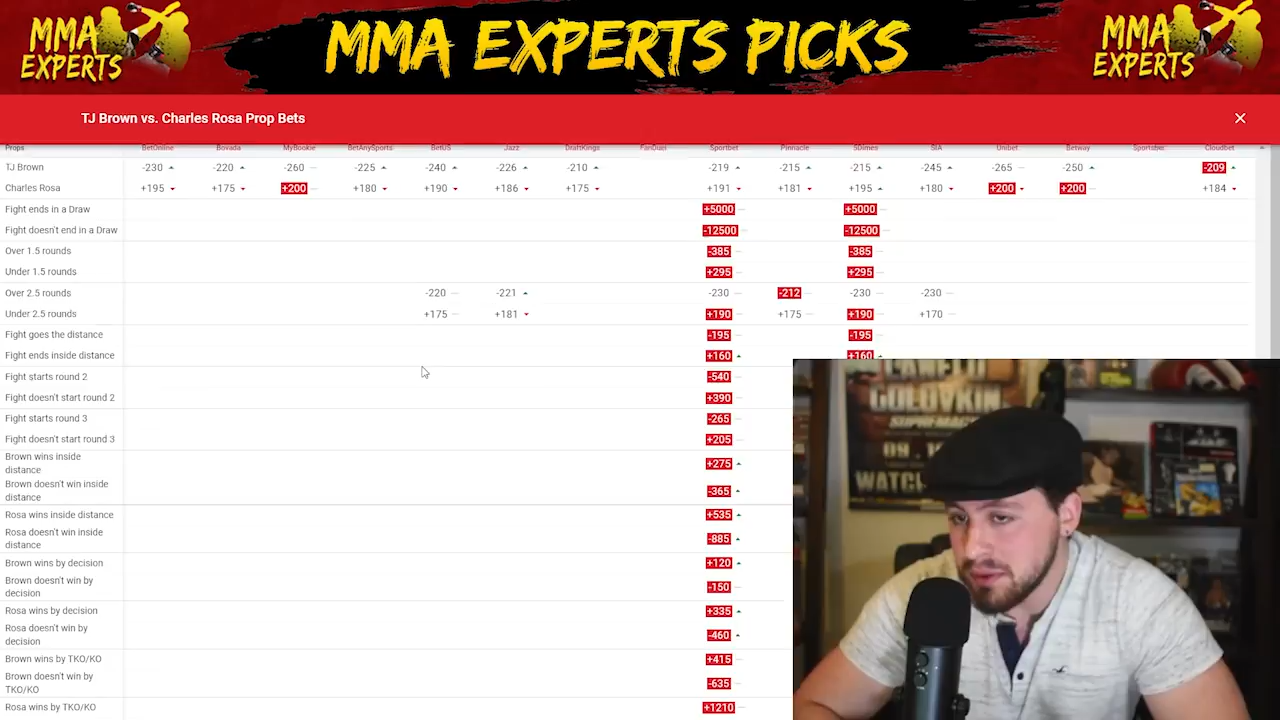 MMA EXPERTS
MMA EXPERTS PICKS
MMA EXPERTS
TJ Brown vs. Charles Rosa Prop Bets
Props BetOnline Bovada MyBookie BetAnySports BetUS Jazz DraftKings FanDuel Sportbet Pinnacle 5Dimes SIA Unibet Betway Sportsbet Cloudbet
TJ Brown -230 -220 -260 -225 -240 -226 -210 -219 -215 -215 -245 -265 -250 -209
Charles Rosa +195 +175 +200 +180 +190 +186 +175 +191 +181 +195 +180 +200 +200 +184
Fight ends in a Draw +5000 +5000
Fight doesn't end in a Draw -12500 -12500
Over 1.5 rounds -385 -385
Under 1.5 rounds +295 +295
Over 2.5 rounds -220 -221 -230 -212 -230 -230
Under 2.5 rounds +175 +181 +190 +175 +190 +170
Fight goes the distance -195 -195
Fight ends inside distance +160 +160
Fight starts round 2 -540
Fight doesn't start round 2 +390
Fight starts round 3 -265
Fight doesn't start round 3 +205
Brown wins inside
distance +275
Brown doesn't win inside
distance -365
Rosa wins inside distance +535
Rosa doesn't win inside
distance -885
Brown wins by decision +120
Brown doesn't win by
decision -150
Rosa wins by decision +335
Rosa doesn't win by
decision -460
Brown wins by TKO/KO +415
Brown doesn't win by
TKO/KO -635
Rosa wins by TKO/KO +1210
GOLOVKIN
SUPREMACY
WATCH